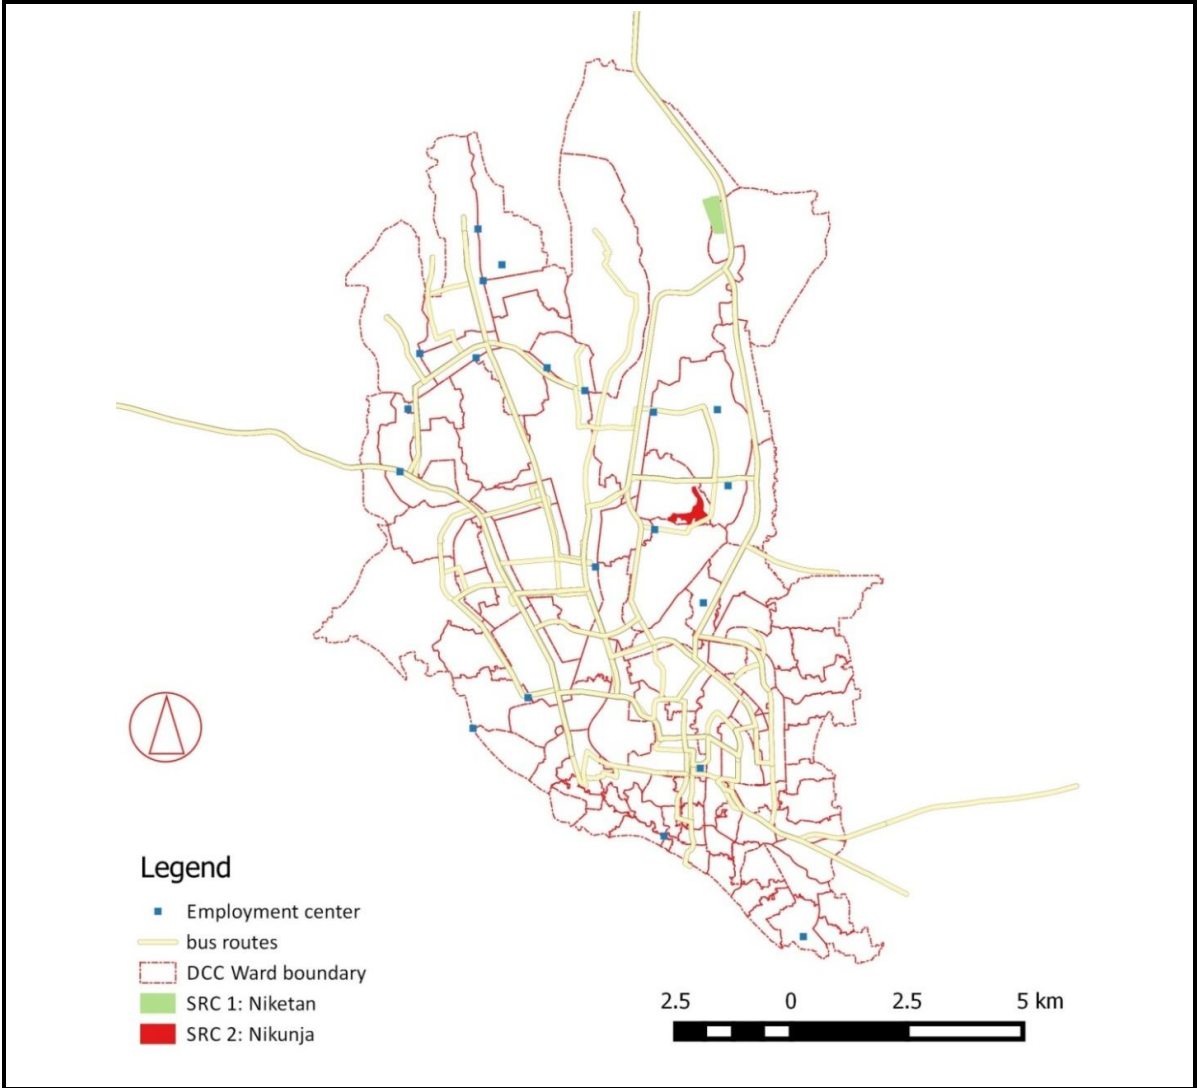 Legend
Employment center
bus routes
DCC Ward boundary
SRC 1: Niketan
SRC 2: Nikunja
2.5 0 2.5 5 km